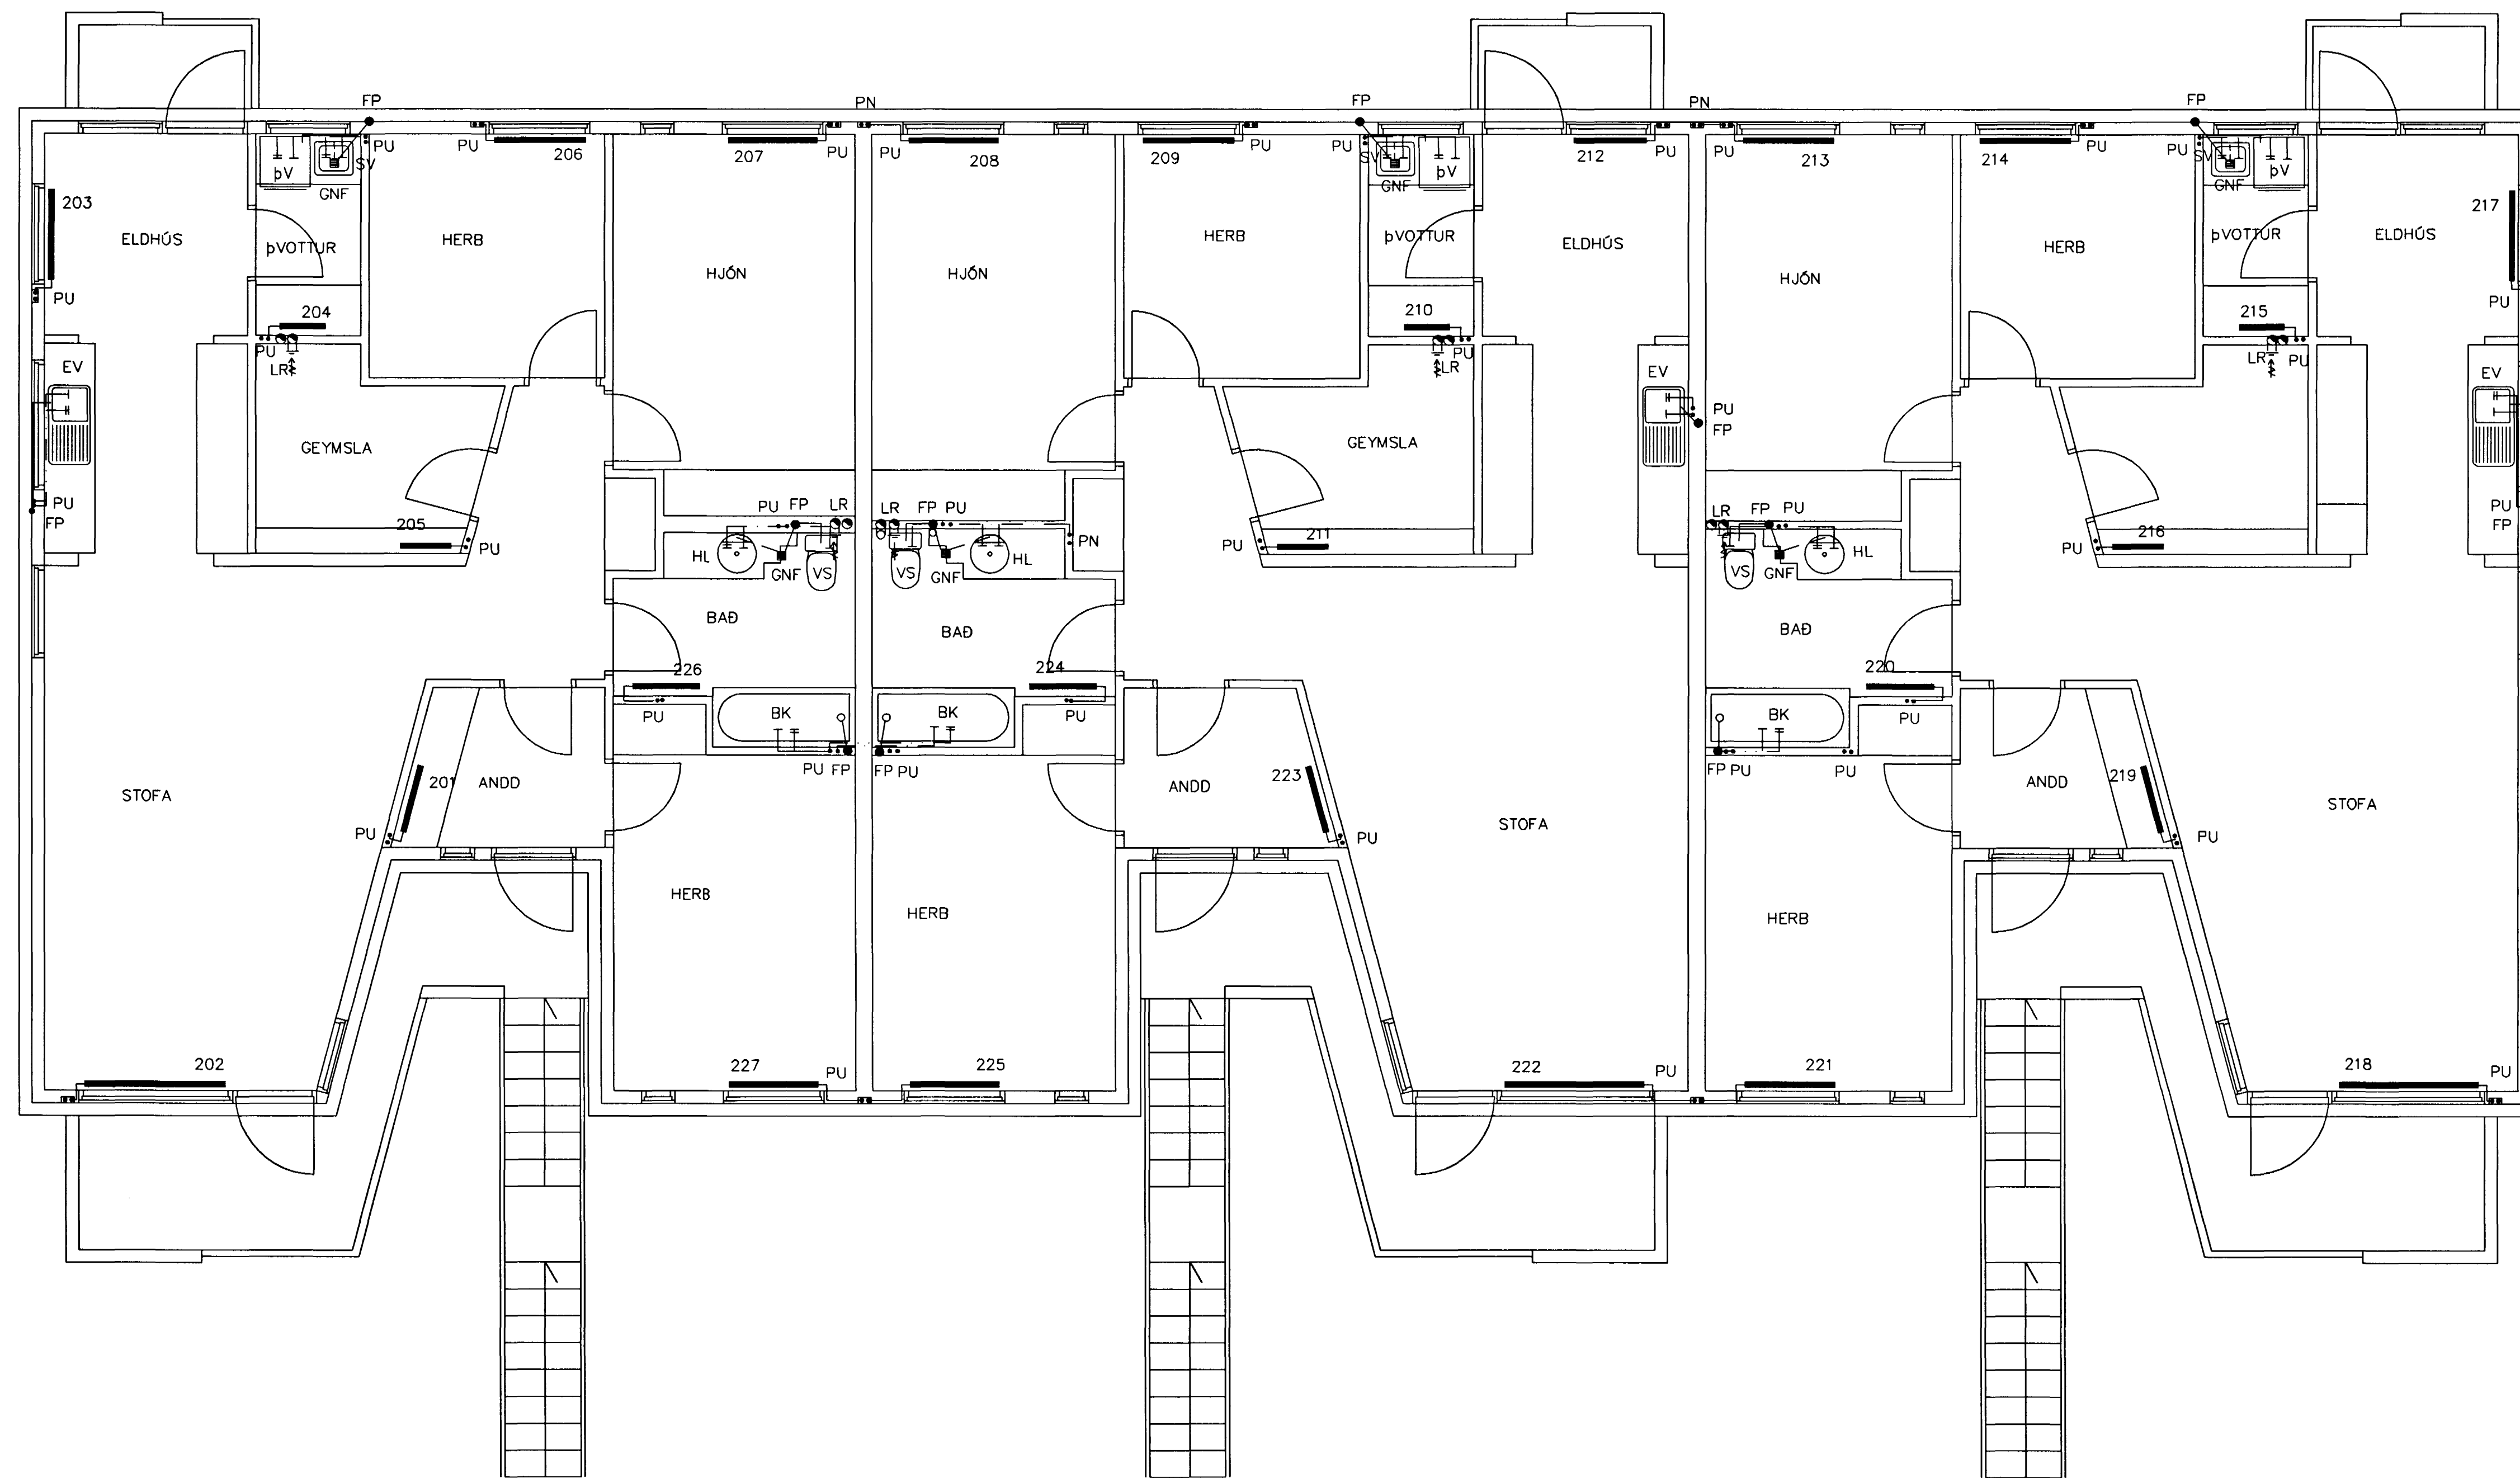 FP PN FP PN FP
PU PU 206 207 PU PU 208 209 PU PU 212 PU PU 213 214 PU PU
SV SV SV
þV þV þV
GNF GNF GNF
203 217
ELDHÚS þVOTTUR HERB HERB þVOTTUR ELDHÚS HERB þVOTTUR ELDHÚS
HJÓN HJÓN HJÓN
PU PU
204 210 215
PU PU PU
EV LR LR EV LR EV
PU
FP
GEYMSLA GEYMSLA
PU PU FP LR LR FP PU LR FP PU PU
FP FP
205 PU PU 211 PN PU 216
HL GNF VS VS GNF HL VS GNF HL
BAÐ BAÐ BAÐ
226 224 220
PU BK BK PU BK PU
PU FP FP PU FP PU PU
201 ANDD ANDD 223 ANDD 219
STOFA STOFA STOFA
PU PU PU
HERB HERB HERB
202 227 PU 225 222 PU 221 218 PU